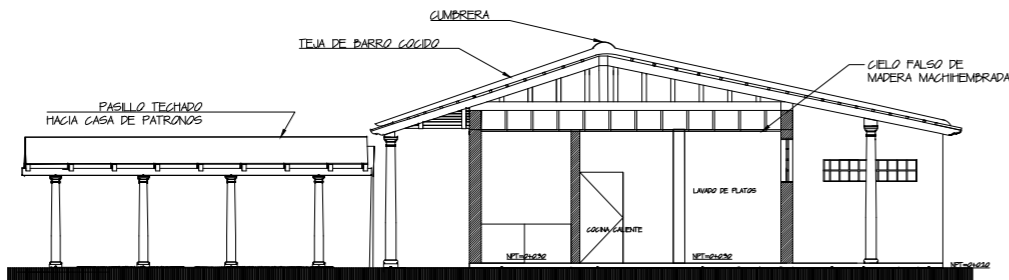 CUMBRERA
TEJA DE BARRO COCIDO
CIELO FALSO DE
MADERA MACHIHEMBRADA
PASILLO TECHADO
HACIA CASA DE PATRONOS
LAVADO DE PLATOS
COCINA CALIENTE